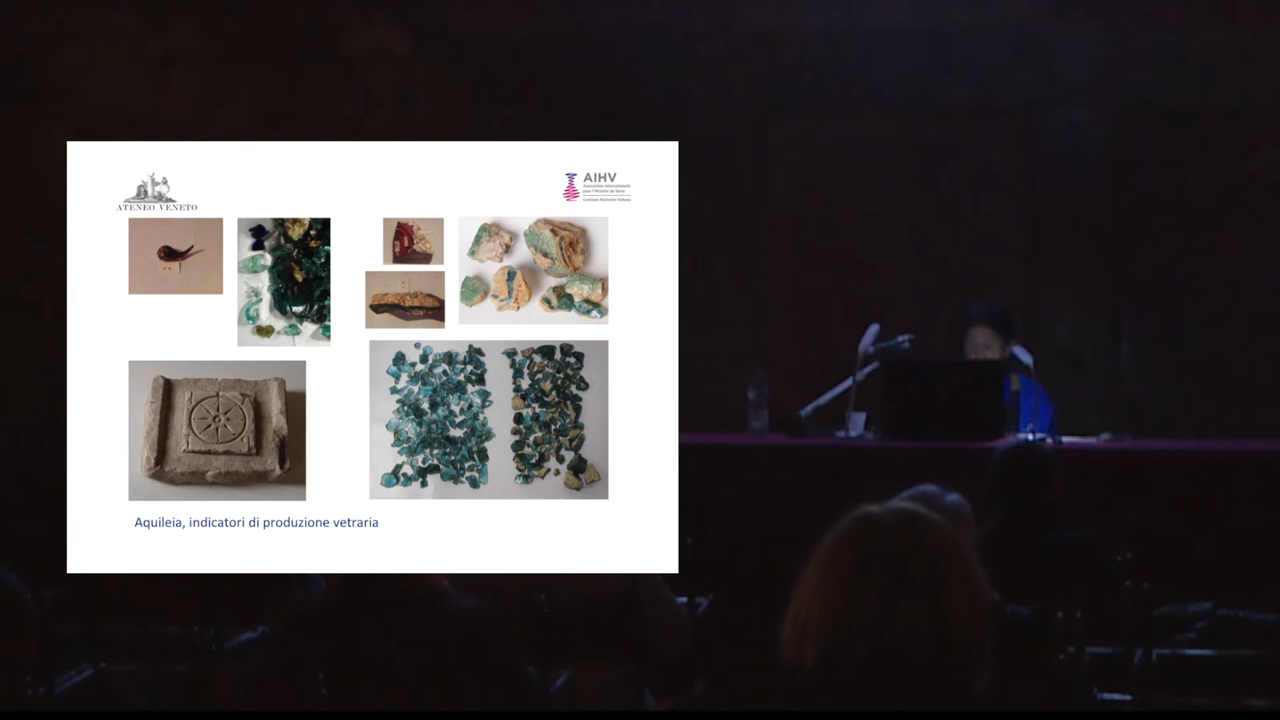 ATENEO VENETO
AIHV
Association Internationale
pour l'Histoire du Verre
Comitato Nazionale Italiano
Aquileia, indicatori di produzione vetraria